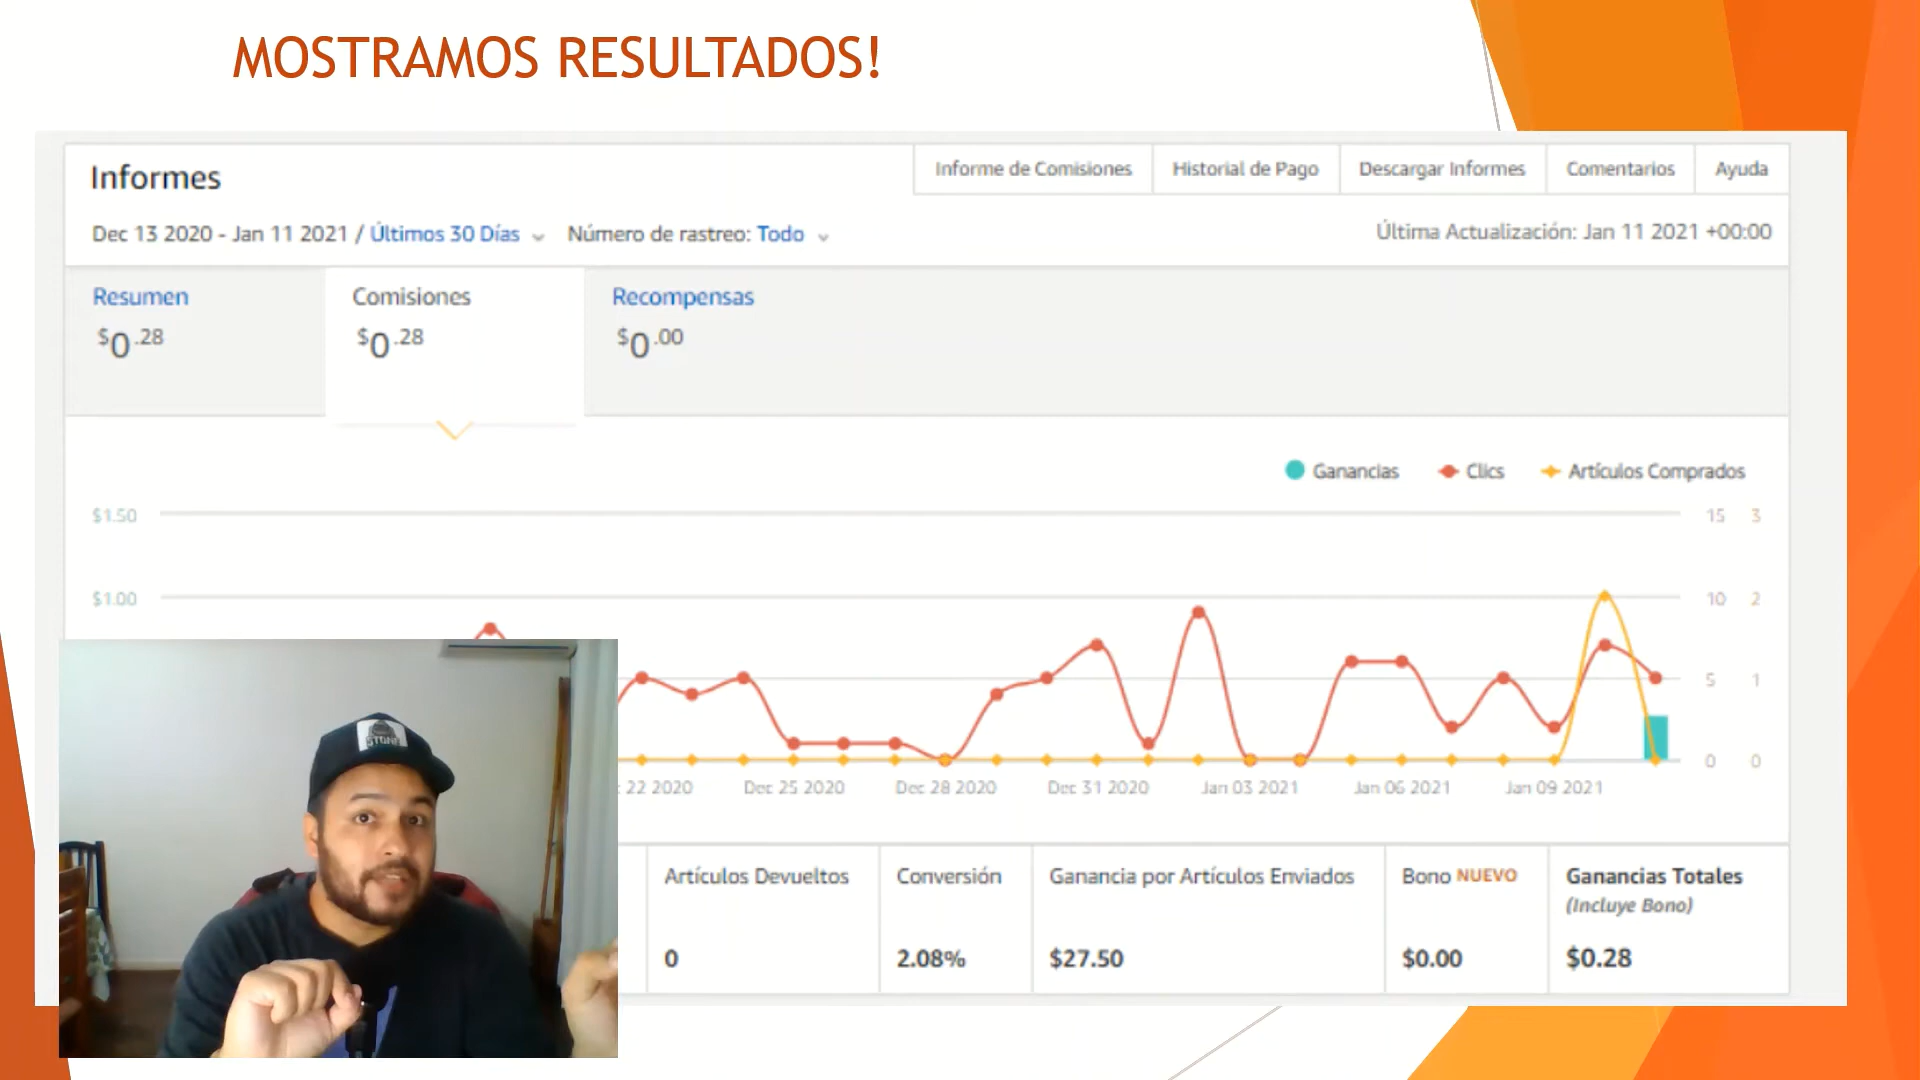 MOSTRAMOS RESULTADOS!
Informes
Informe de Comisiones
Historial de Pago
Descargar Informes
Comentarios
Ayuda
Dec 13 2020 - Jan 11 2021 / Últimos 30 Días
Número de rastreo: Todo
Última Actualización: Jan 11 2021 +00:00
Resumen
$0.28
Comisiones
$0.28
Recompensas
$0.00
Ganancias
Clics
Artículos Comprados
$1.50
15 3
$1.00
10 2
5 1
0 0
22 2020
Dec 25 2020
Dec 28 2020
Dec 31 2020
Jan 03 2021
Jan 06 2021
Jan 09 2021
STONE
Artículos Devueltos
0
Conversión
2.08%
Ganancia por Artículos Enviados
$27.50
Bono NUEVO
$0.00
Ganancias Totales
(Incluye Bono)
$0.28